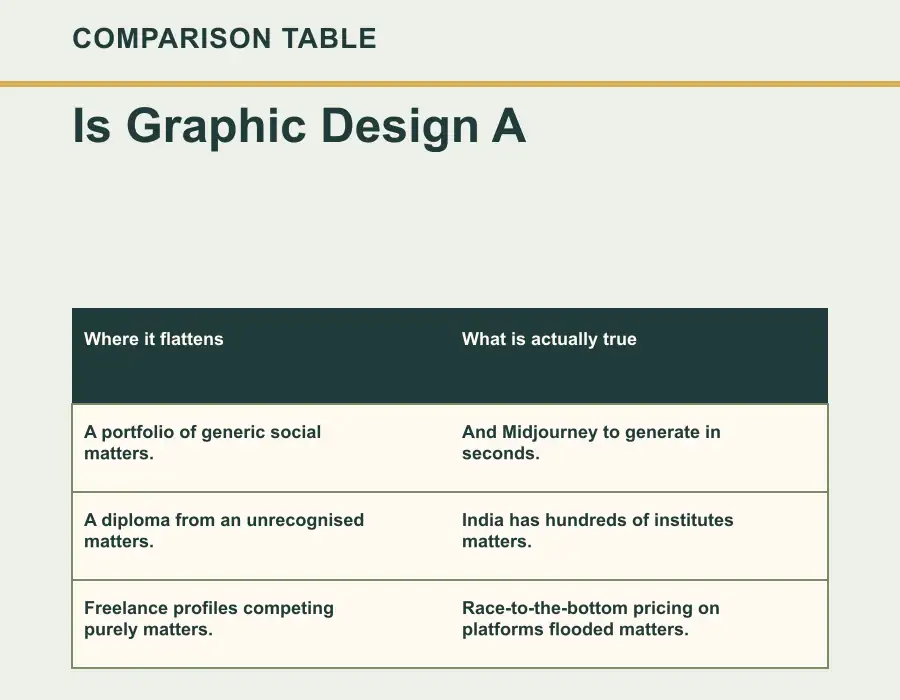 COMPARISON TABLE
Is Graphic Design A
Where it flattens
What is actually true
A portfolio of generic social
matters.
And Midjourney to generate in
seconds.
A diploma from an unrecognised
matters.
India has hundreds of institutes
matters.
Freelance profiles competing
purely matters.
Race-to-the-bottom pricing on
platforms flooded matters.